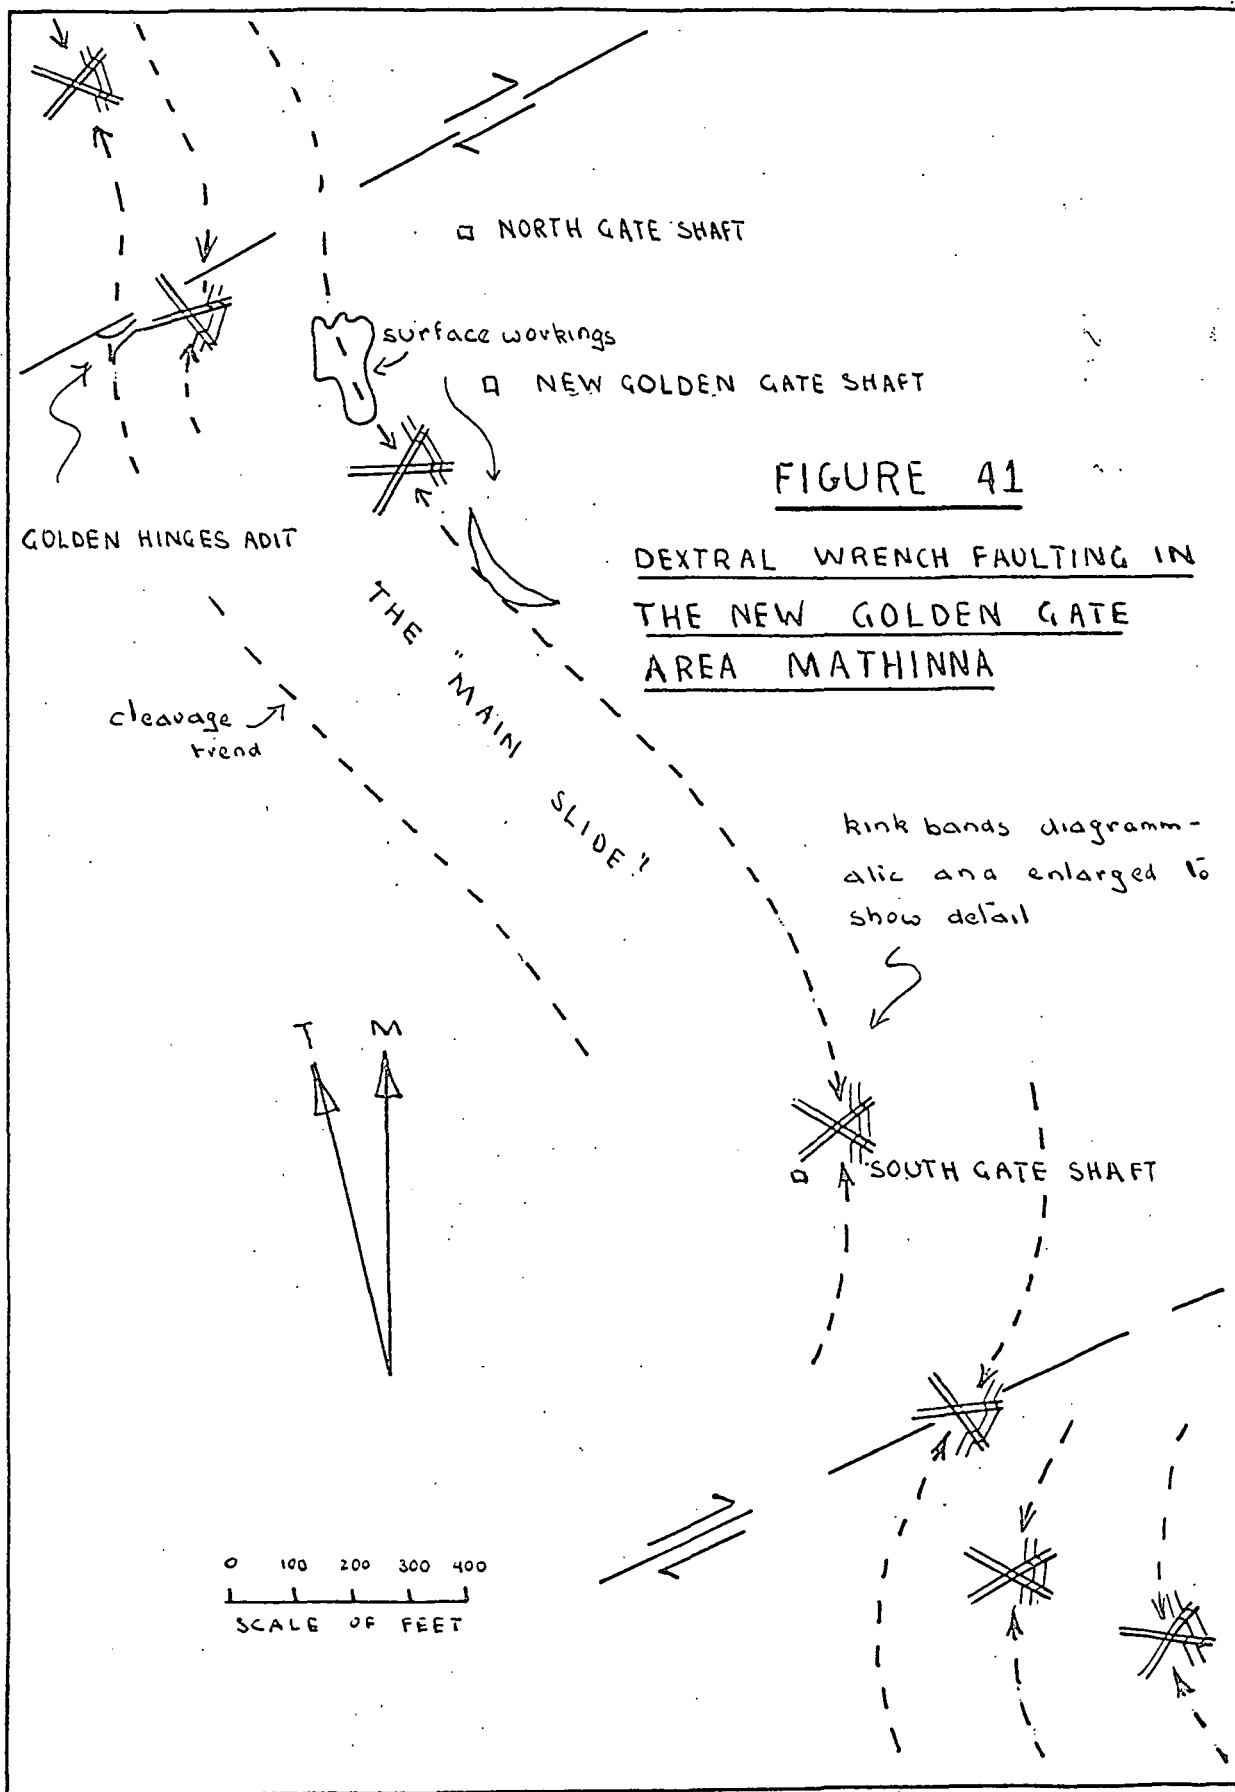 NORTH GATE SHAFT
surface workings
NEW GOLDEN GATE SHAFT
FIGURE 41
GOLDEN HINGES ADIT
DEXTRAL WRENCH FAULTING IN
THE NEW GOLDEN GATE
AREA MATHINNA
THE "MAIN SLIDE"
cleavage
trend
kink bands diagramm-
atic and enlarged to
show detail
T M
SOUTH GATE SHAFT
0 100 200 300 400
SCALE OF FEET